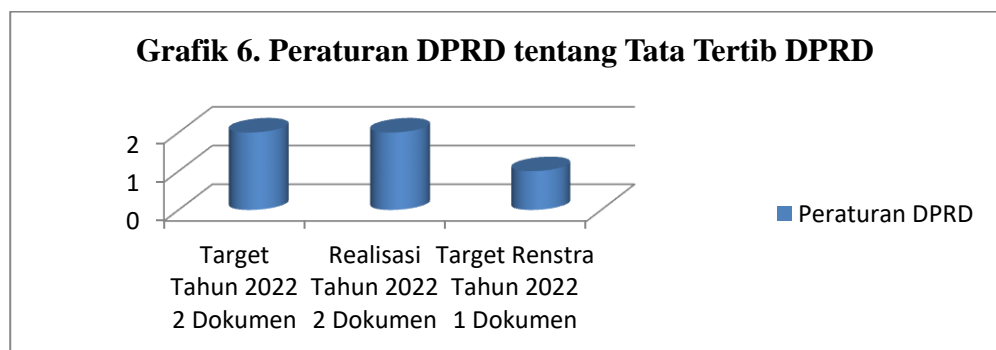 Grafik 6. Peraturan DPRD tentang Tata Tertib DPRD
2
1
0
Target Tahun 2022 2 Dokumen
Realisasi Tahun 2022 2 Dokumen
Target Renstra Tahun 2022 1 Dokumen
Peraturan DPRD